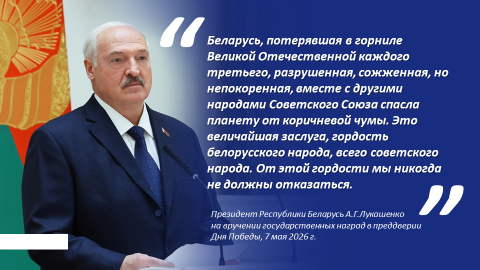 “
Беларусь, потерявшая в горниле
Великой Отечественной каждого
третьего, разрушенная, сожженная, но
непокоренная, вместе с другими
народами Советского Союза спасла
планету от коричневой чумы. Это
величайшая заслуга, гордость
белорусского народа, всего советского
народа. От этой гордости мы никогда
не должны отказаться.
”
Президент Республики Беларусь А.Г.Лукашенко
на вручении государственных наград в преддверии
Дня Победы, 7 мая 2026 г.